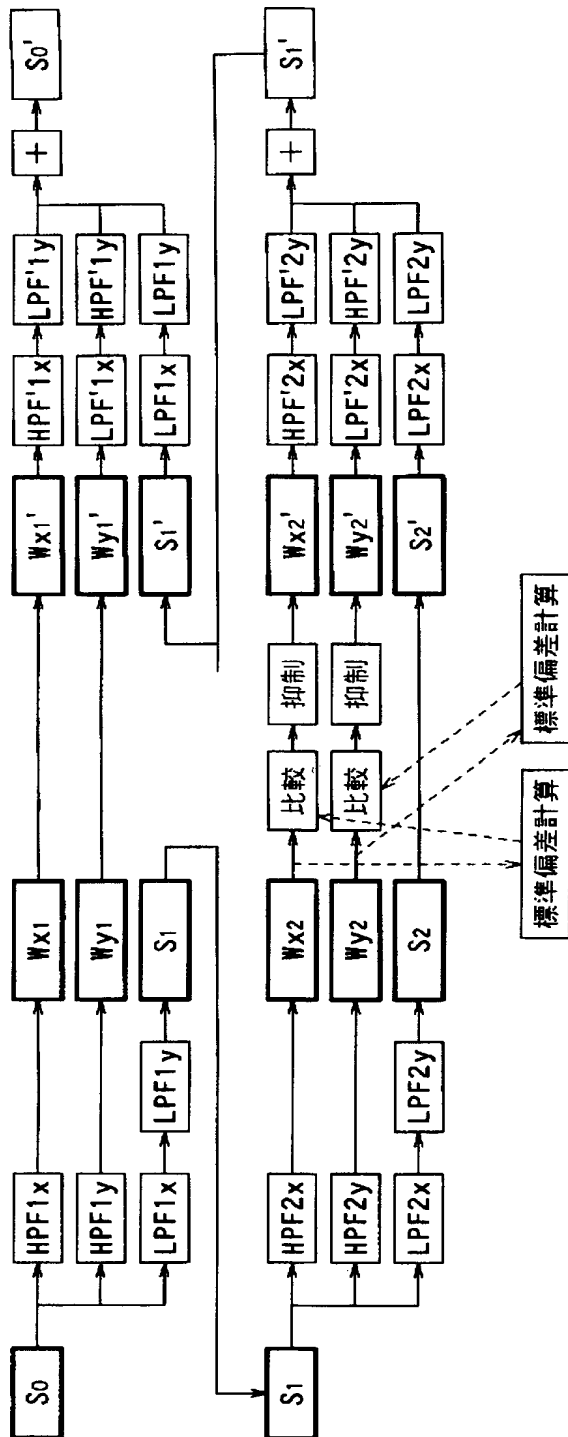 S0
HPF1x
HPF1y
LPF1x
LPF1y
Wx1
Wy1
S1
Wx1'
Wy1'
S1'
HPF'1x
LPF'1y
LPF'1x
HPF'1y
LPF1x
LPF1y
+
S0'
S1
HPF2x
HPF2y
LPF2x
LPF2y
Wx2
Wy2
S2
比較
抑制
比較
抑制
Wx2'
Wy2'
S2'
HPF'2x
LPF'2y
LPF'2x
HPF'2y
LPF2x
LPF2y
+
S1'
標準偏差計算
標準偏差計算